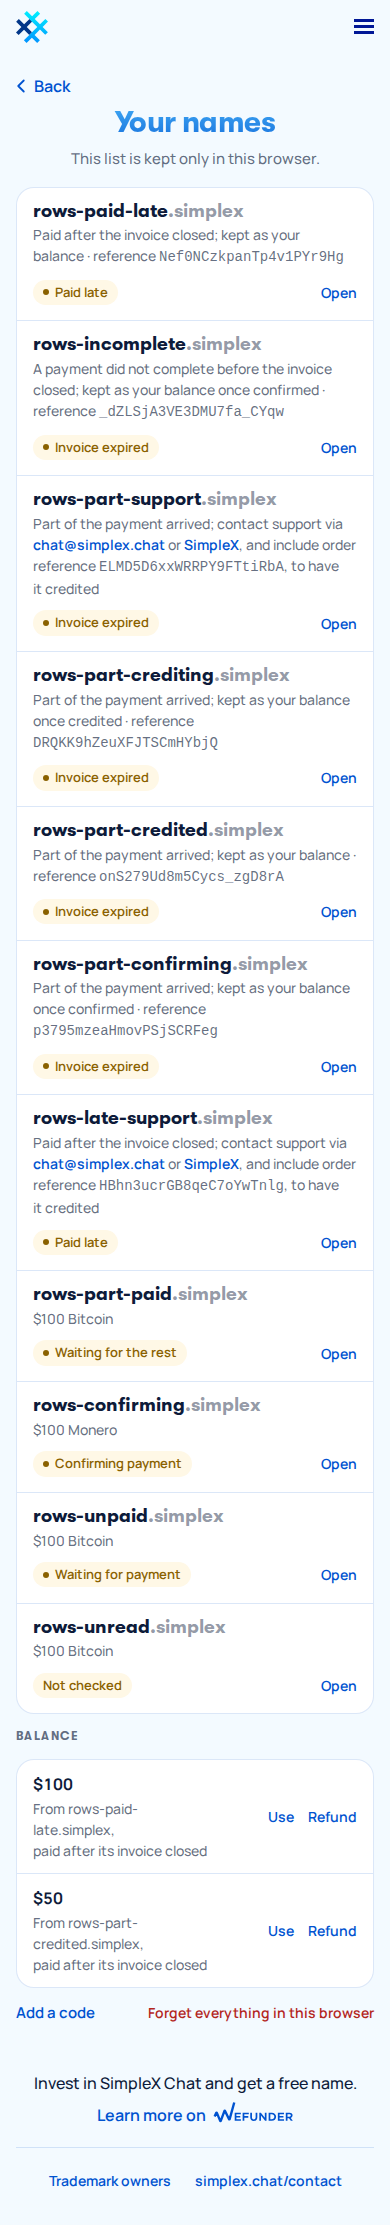 Back
Your names
This list is kept only in this browser.
rows-paid-late.simplex
Paid after the invoice closed; kept as your
balance · reference Nef0NCzkpanTp4v1PYr9Hg
Paid late
Open
rows-incomplete.simplex
A payment did not complete before the invoice
closed; kept as your balance once confirmed ·
reference _dZLSjA3VE3DMU7fa_CYqw
Invoice expired
Open
rows-part-support.simplex
Part of the payment arrived; contact support via
chat@simplex.chat or SimpleX, and include order
reference ELMD5D6xxWRRPY9FTtiRbA, to have
it credited
Invoice expired
Open
rows-part-crediting.simplex
Part of the payment arrived; kept as your balance
once credited · reference
DRQKK9hZeuXFJTSCmHYbjQ
Invoice expired
Open
rows-part-credited.simplex
Part of the payment arrived; kept as your balance ·
reference onS279Ud8m5Cycs_zgD8rA
Invoice expired
Open
rows-part-confirming.simplex
Part of the payment arrived; kept as your balance
once confirmed · reference
p3795mzeaHmovPSjSCRFeg
Invoice expired
Open
rows-late-support.simplex
Paid after the invoice closed; contact support via
chat@simplex.chat or SimpleX, and include order
reference HBhn3ucrGB8qeC7oYwTnlg, to have
it credited
Paid late
Open
rows-part-paid.simplex
$100 Bitcoin
Waiting for the rest
Open
rows-confirming.simplex
$100 Monero
Confirming payment
Open
rows-unpaid.simplex
$100 Bitcoin
Waiting for payment
Open
rows-unread.simplex
$100 Bitcoin
Not checked
Open
BALANCE
$100
From rows-paid-
late.simplex,
paid after its invoice closed
Use Refund
$50
From rows-part-
credited.simplex,
paid after its invoice closed
Use Refund
Add a code
Forget everything in this browser
Invest in SimpleX Chat and get a free name.
Learn more on WEFUNDER
Trademark owners
simplex.chat/contact